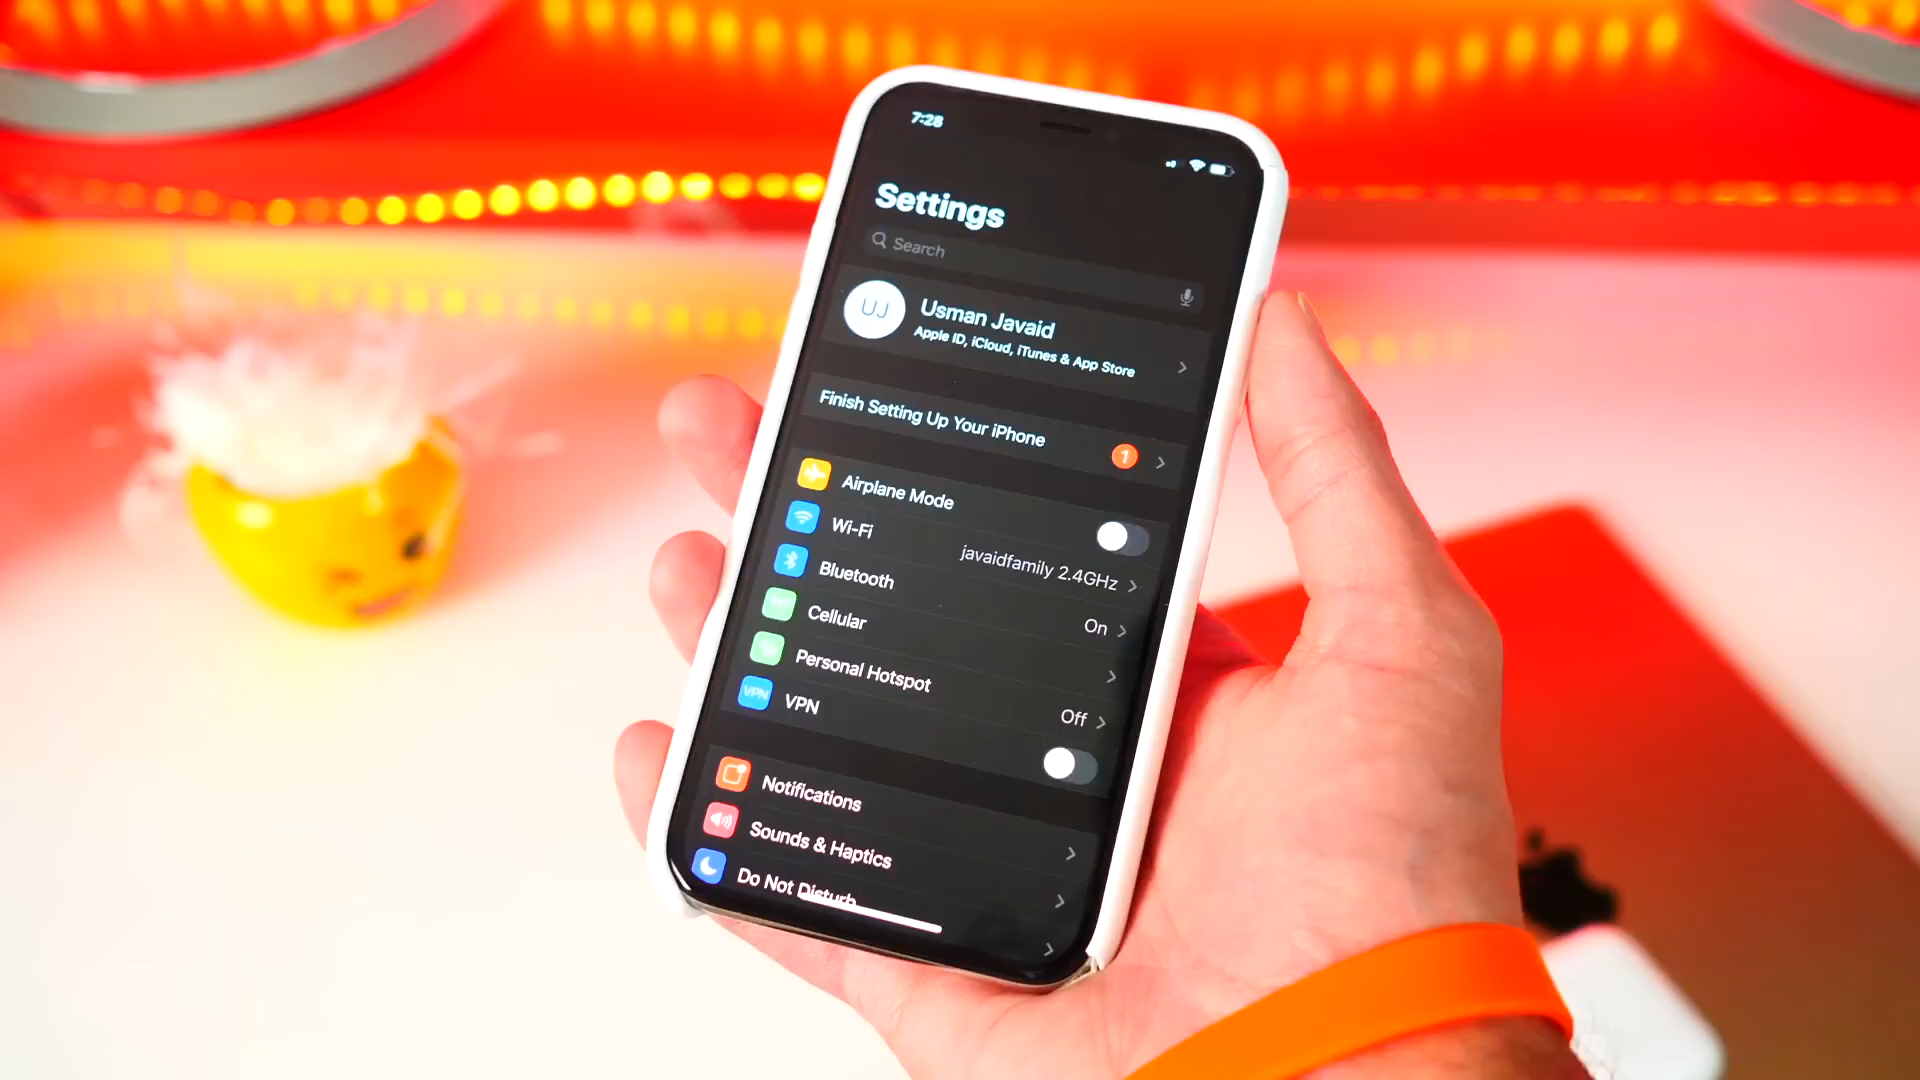 7:28
Settings
Search
UJ
Usman Javaid
Apple ID, iCloud, iTunes & App Store
Finish Setting Up Your iPhone
1
Airplane Mode
Wi-Fi
javaidfamily 2.4GHz
Bluetooth
On
Cellular
Personal Hotspot
Off
VPN
VPN
Notifications
Sounds & Haptics
Do Not Disturb